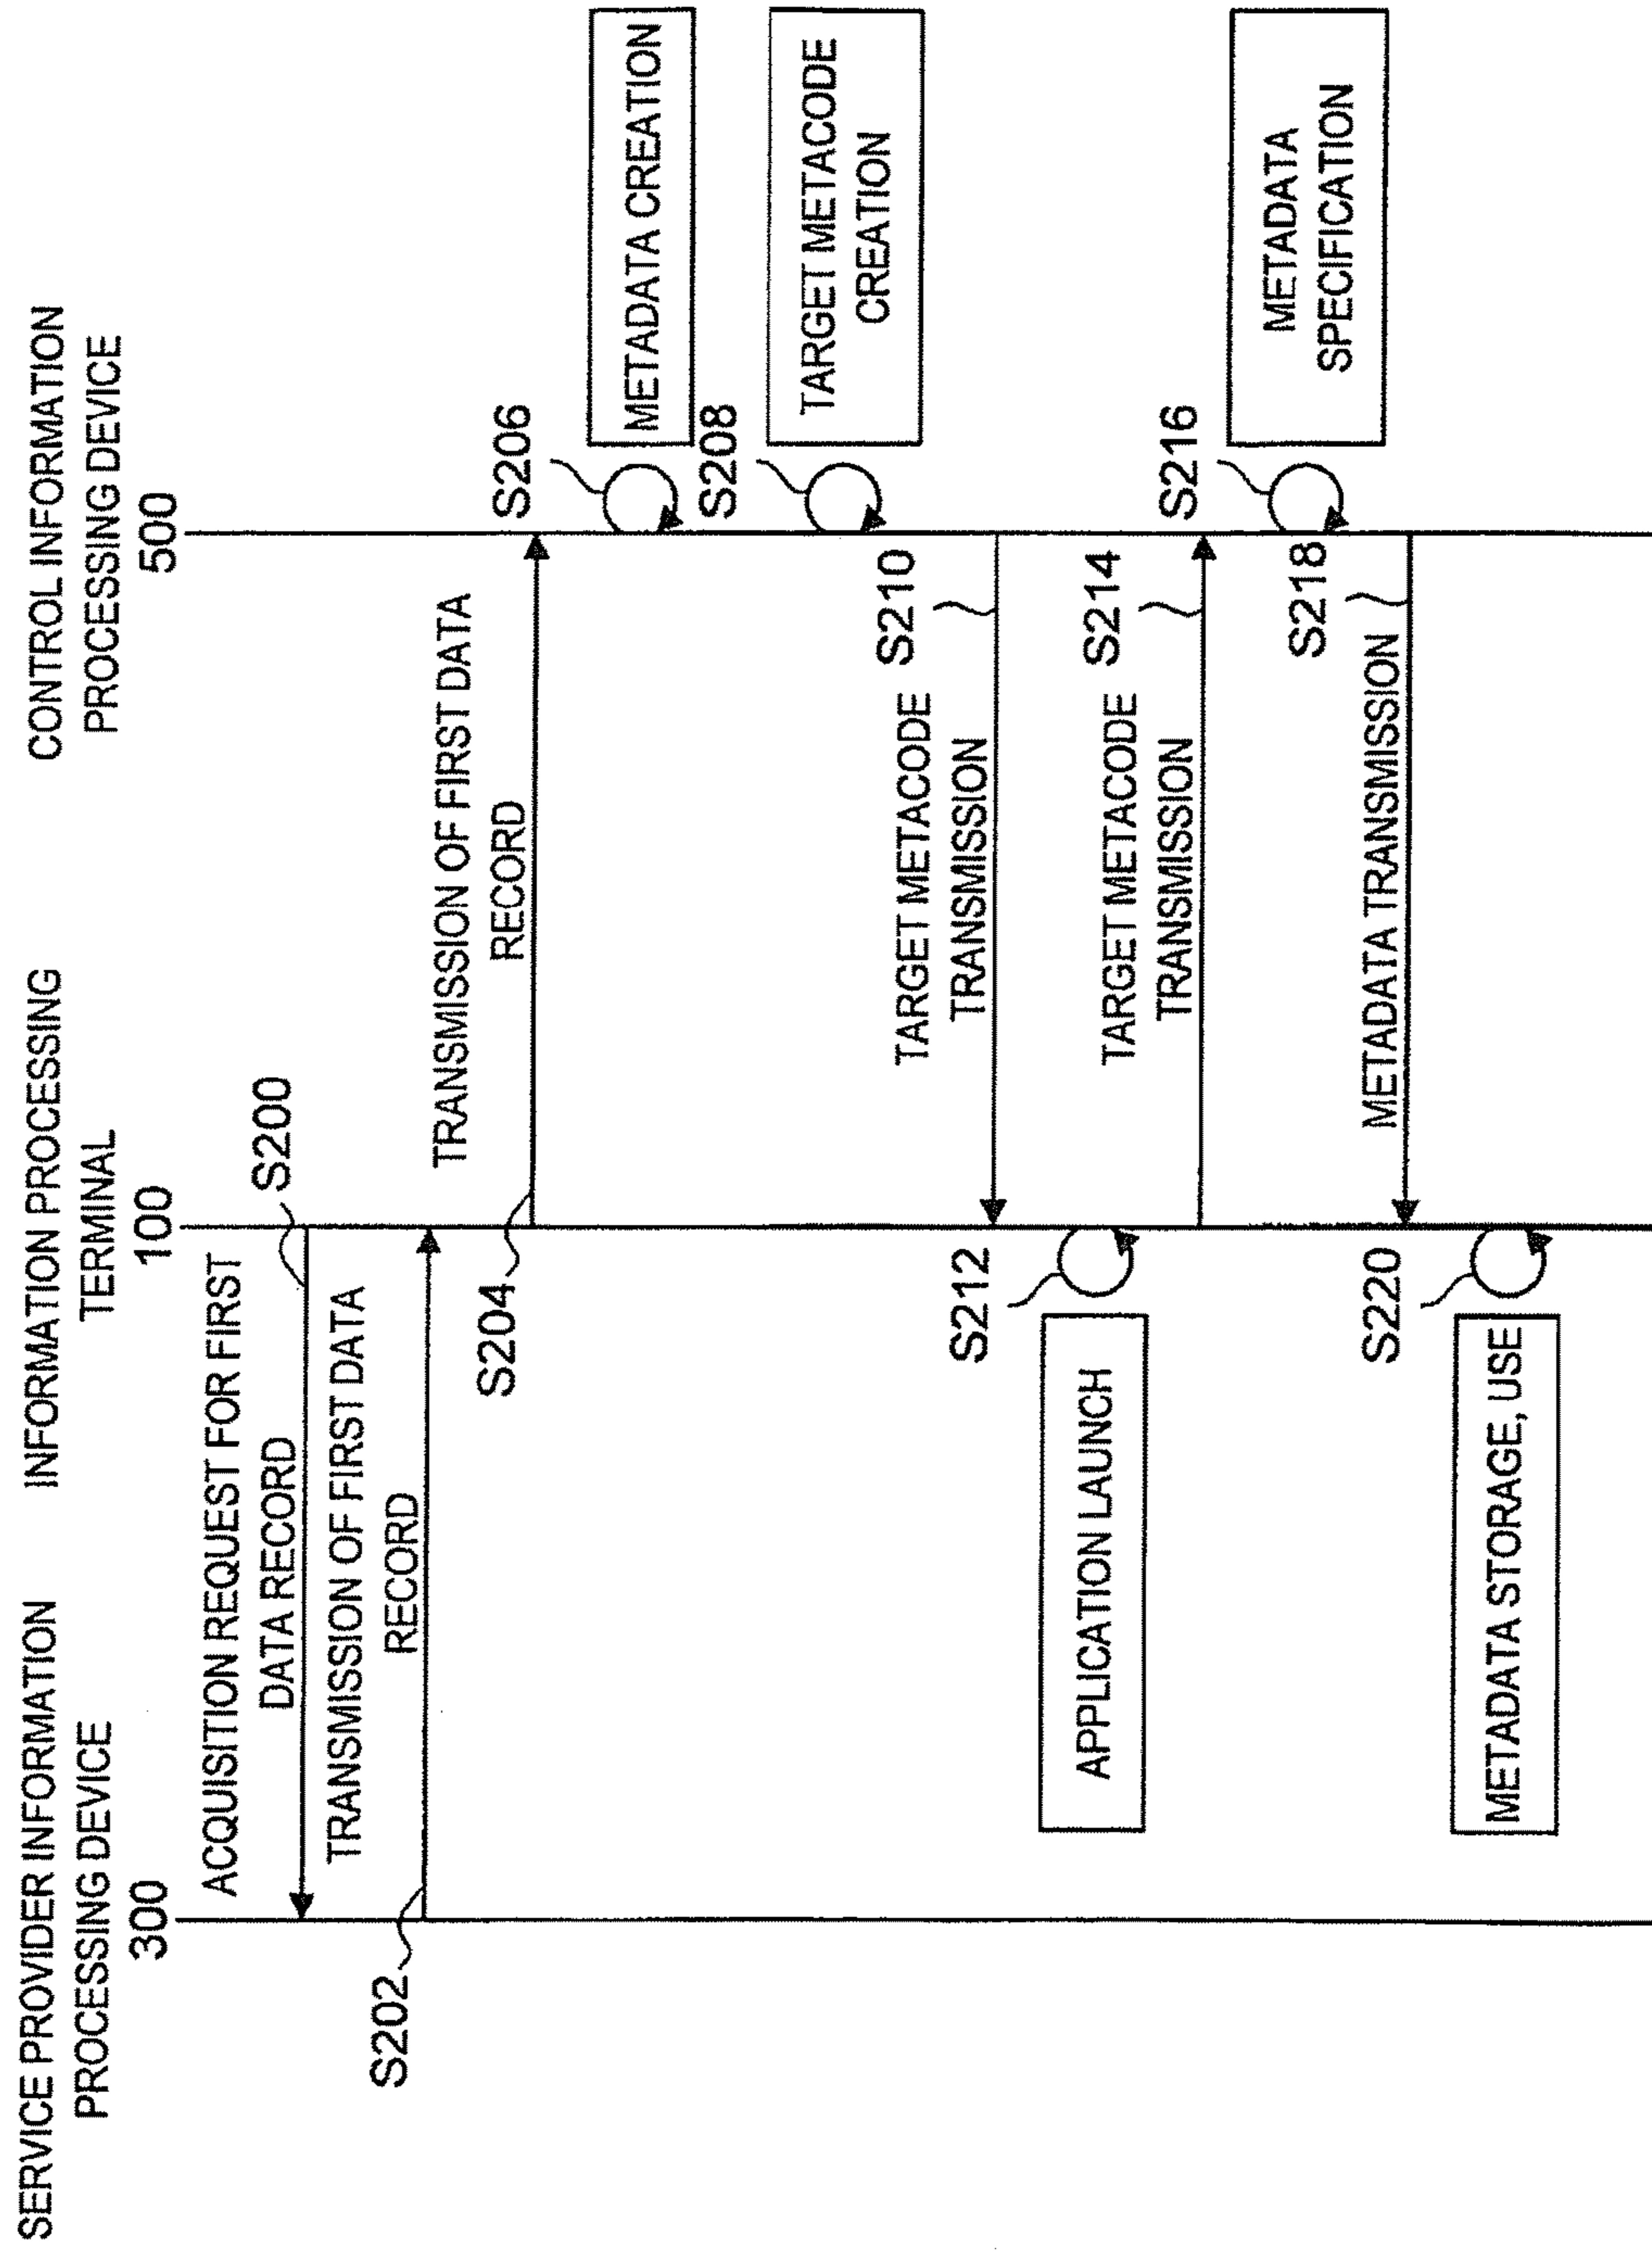 SERVICE PROVIDER INFORMATION
PROCESSING DEVICE
300
INFORMATION PROCESSING
TERMINAL
100
CONTROL INFORMATION
PROCESSING DEVICE
500
ACQUISITION REQUEST FOR FIRST
DATA RECORD
S200
TRANSMISSION OF FIRST DATA
RECORD
S202
TRANSMISSION OF FIRST DATA
RECORD
S204
S206
METADATA CREATION
S208
TARGET METACODE
CREATION
TARGET METACODE
TRANSMISSION
S210
S212
APPLICATION LAUNCH
TARGET METACODE
TRANSMISSION
S214
S216
METADATA
SPECIFICATION
S218
METADATA TRANSMISSION
S220
METADATA STORAGE, USE